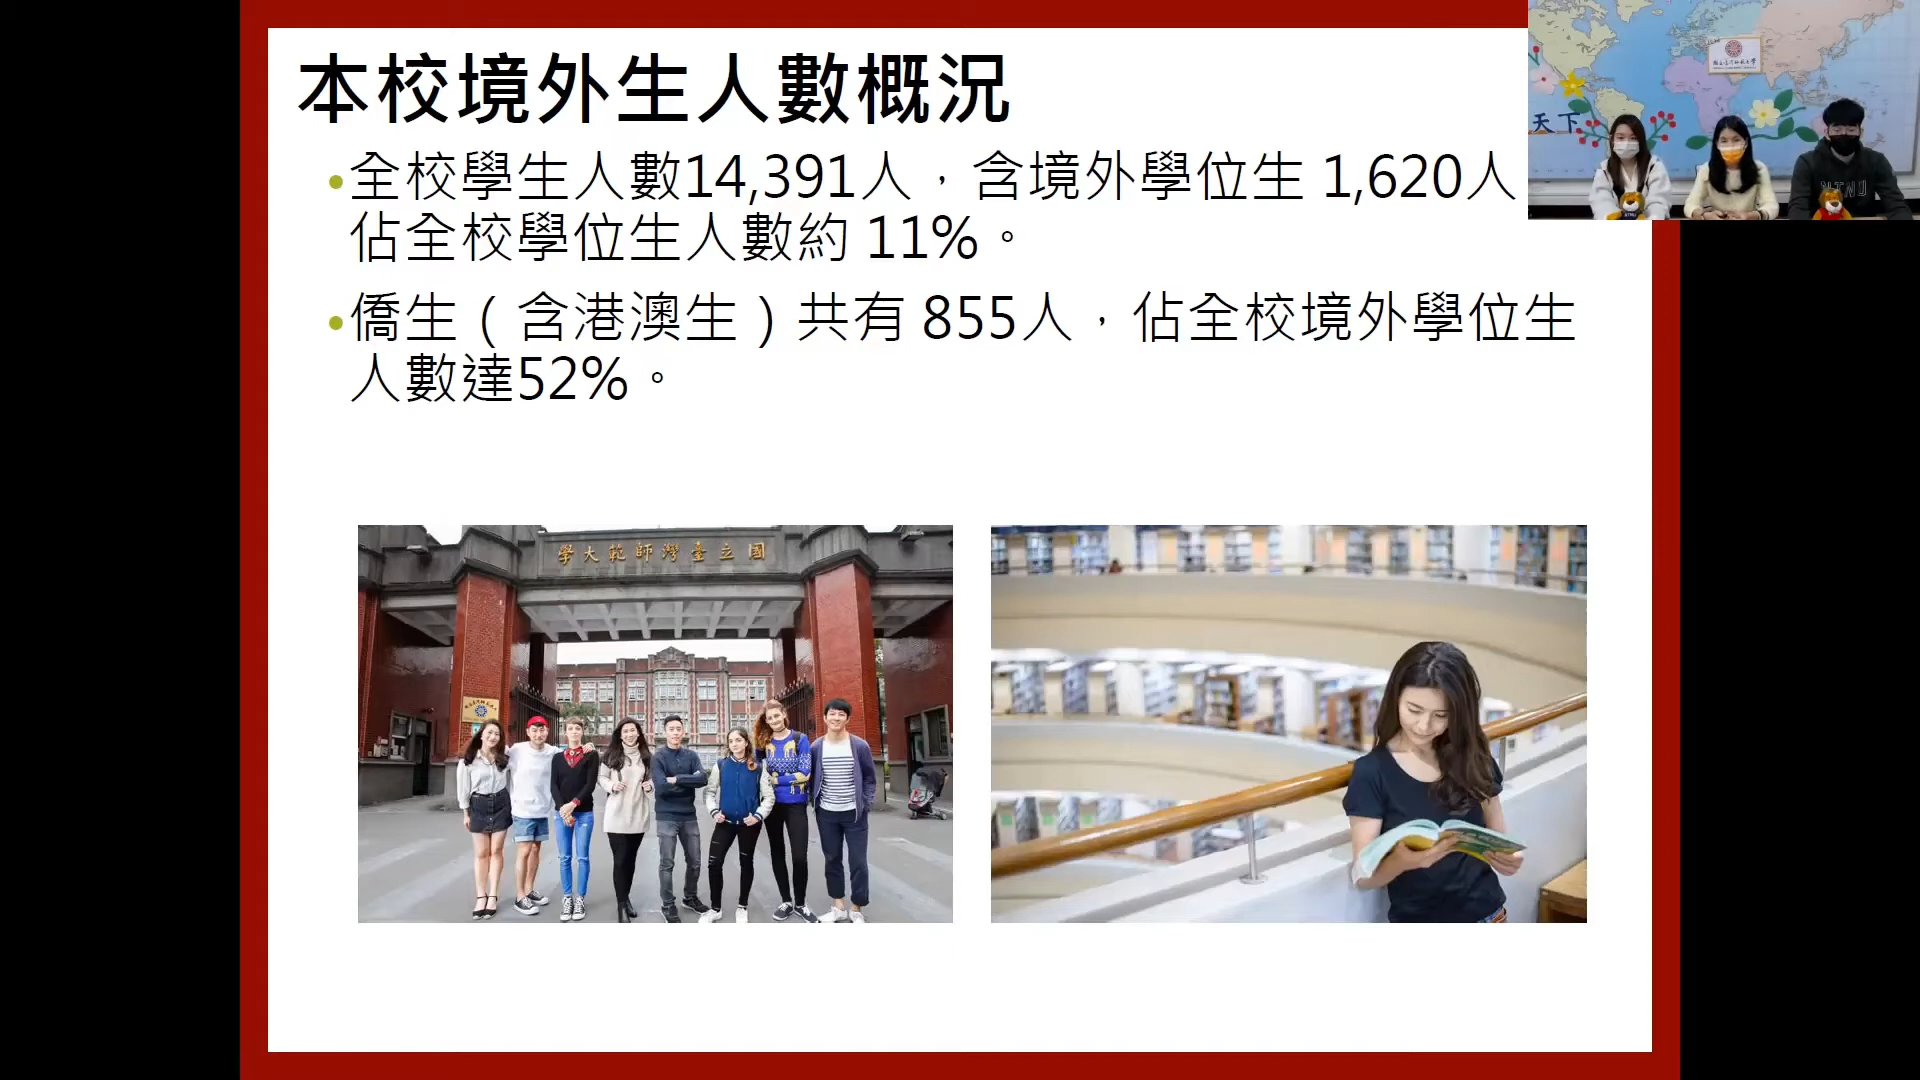 本校境外生人數概況
•全校學生人數14,391人，含境外學位生 1,620人
佔全校學位生人數約 11%。
•僑生（含港澳生）共有 855人，佔全校境外學位生
人數達52%。
天下
學大範師灣臺立國
NTNU